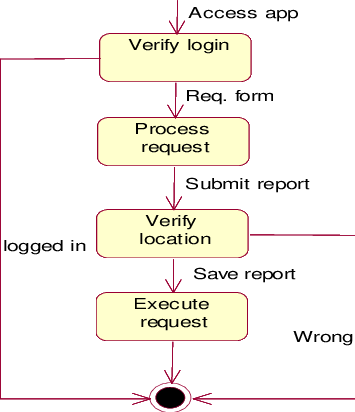 Access app
Verify login
Req. form
Process
request
Submit report
Verify
location
logged in
Save report
Execute
request
Wrong